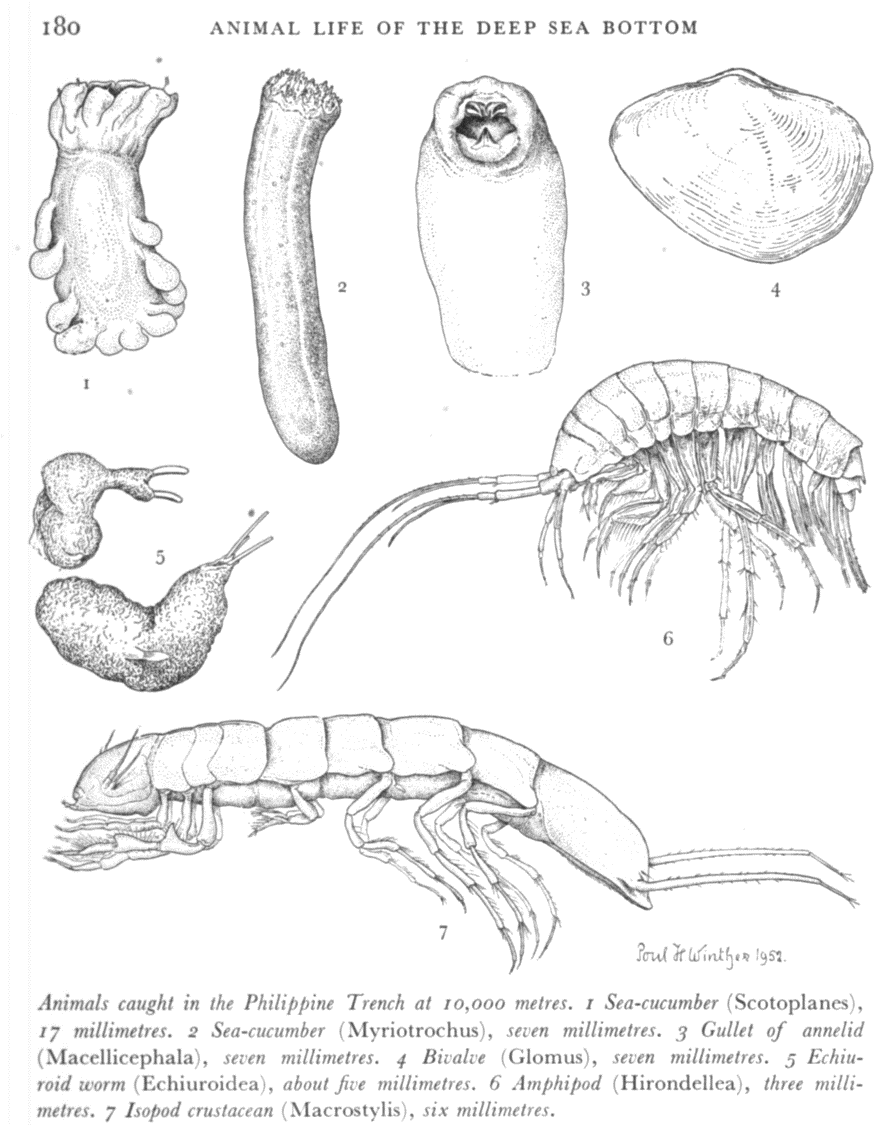 180 ANIMAL LIFE OF THE DEEP SEA BOTTOM
1
2
3
4
5
6
7
Poul H Winther 1952.
Animals caught in the Philippine Trench at 10,000 metres. 1 Sea-cucumber (Scotoplanes),
17 millimetres. 2 Sea-cucumber (Myriotrochus), seven millimetres. 3 Gullet of annelid
(Macellicephala), seven millimetres. 4 Bivalve (Glomus), seven millimetres. 5 Echiu-
roid worm (Echiuroidea), about five millimetres. 6 Amphipod (Hirondellea), three milli-
metres. 7 Isopod crustacean (Macrostylis), six millimetres.